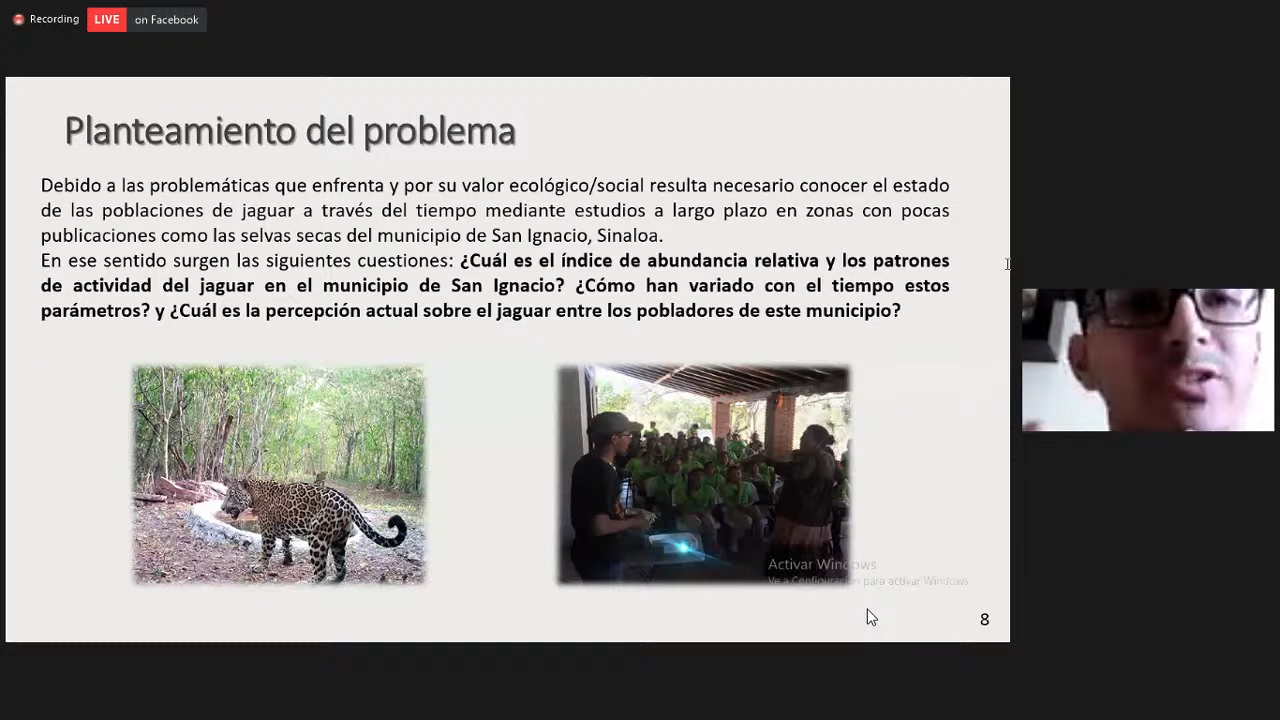 Recording
LIVE on Facebook
Planteamiento del problema
Debido a las problemáticas que enfrenta y por su valor ecológico/social resulta necesario conocer el estado
de las poblaciones de jaguar a través del tiempo mediante estudios a largo plazo en zonas con pocas
publicaciones como las selvas secas del municipio de San Ignacio, Sinaloa.
En ese sentido surgen las siguientes cuestiones: ¿Cuál es el índice de abundancia relativa y los patrones
de actividad del jaguar en el municipio de San Ignacio? ¿Cómo han variado con el tiempo estos
parámetros? y ¿Cuál es la percepción actual sobre el jaguar entre los pobladores de este municipio?
Activar Windows
Ve a Configuración para activar Windows
8